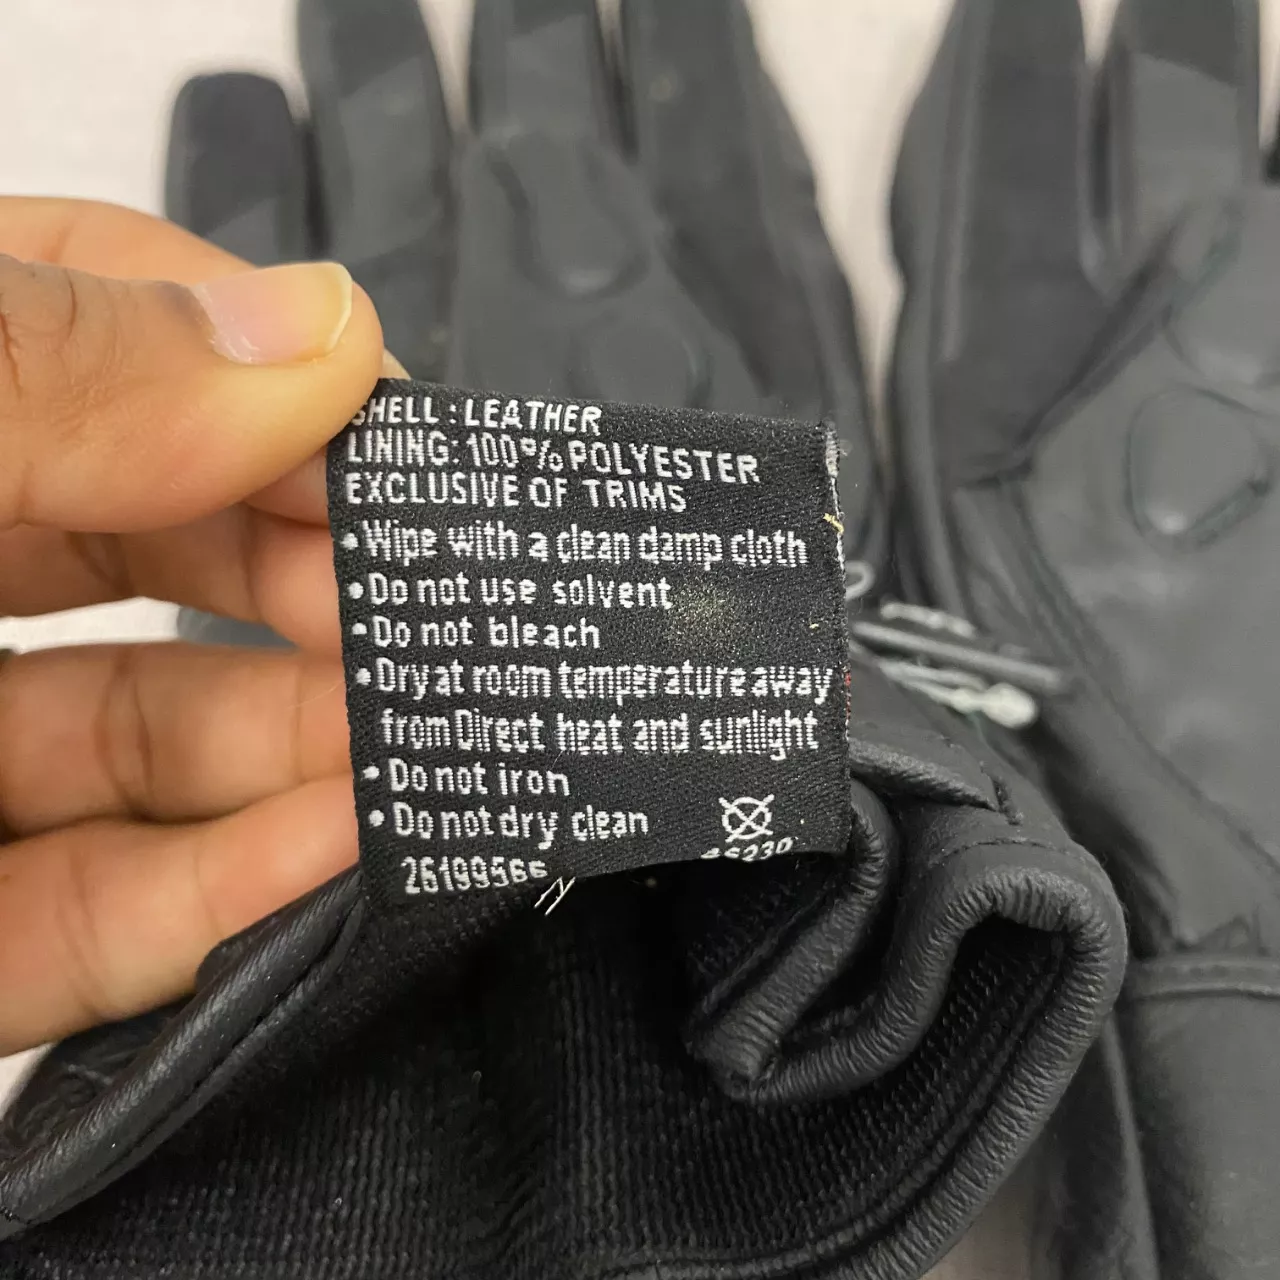 SHELL : LEATHER
LINING: 100% POLYESTER
EXCLUSIVE OF TRIMS
•Wipe with a clean damp cloth
•Do not use solvent
•Do not bleach
•Dry at room temperature away
from Direct heat and sunlight
• Do not iron
• Do not dry clean
26199566